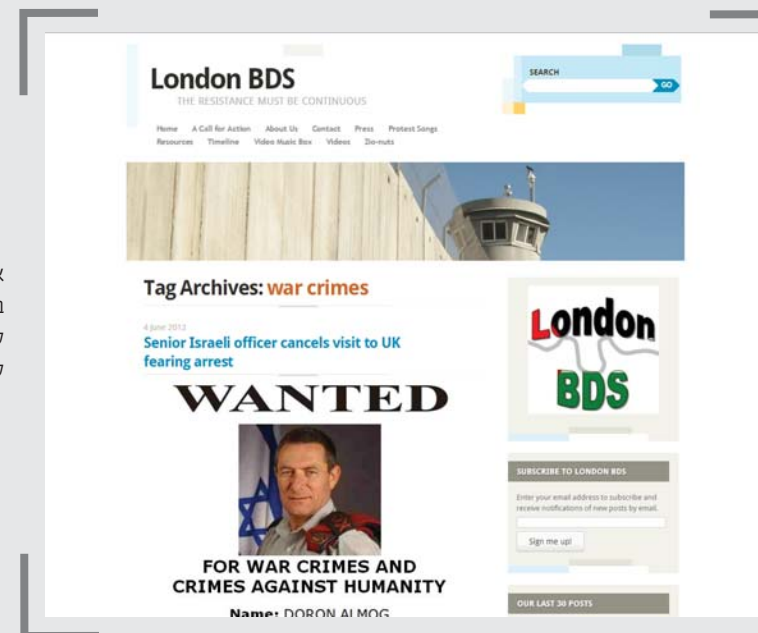 London BDS
THE RESISTANCE MUST BE CONTINUOUS
SEARCH
GO
Home A Call for Action About Us Contact Press Protest Songs
Resources Timeline Video Music Box Videos Do-nuts
Tag Archives: war crimes
4 June 2013
Senior Israeli officer cancels visit to UK
fearing arrest
WANTED
FOR WAR CRIMES AND
CRIMES AGAINST HUMANITY
Name: DORON ALMOG
London
BDS
SUBSCRIBE TO LONDON BDS
Enter your email address to subscribe and
receive notifications of new posts by email.
Sign me up!
OUR LAST 30 POSTS